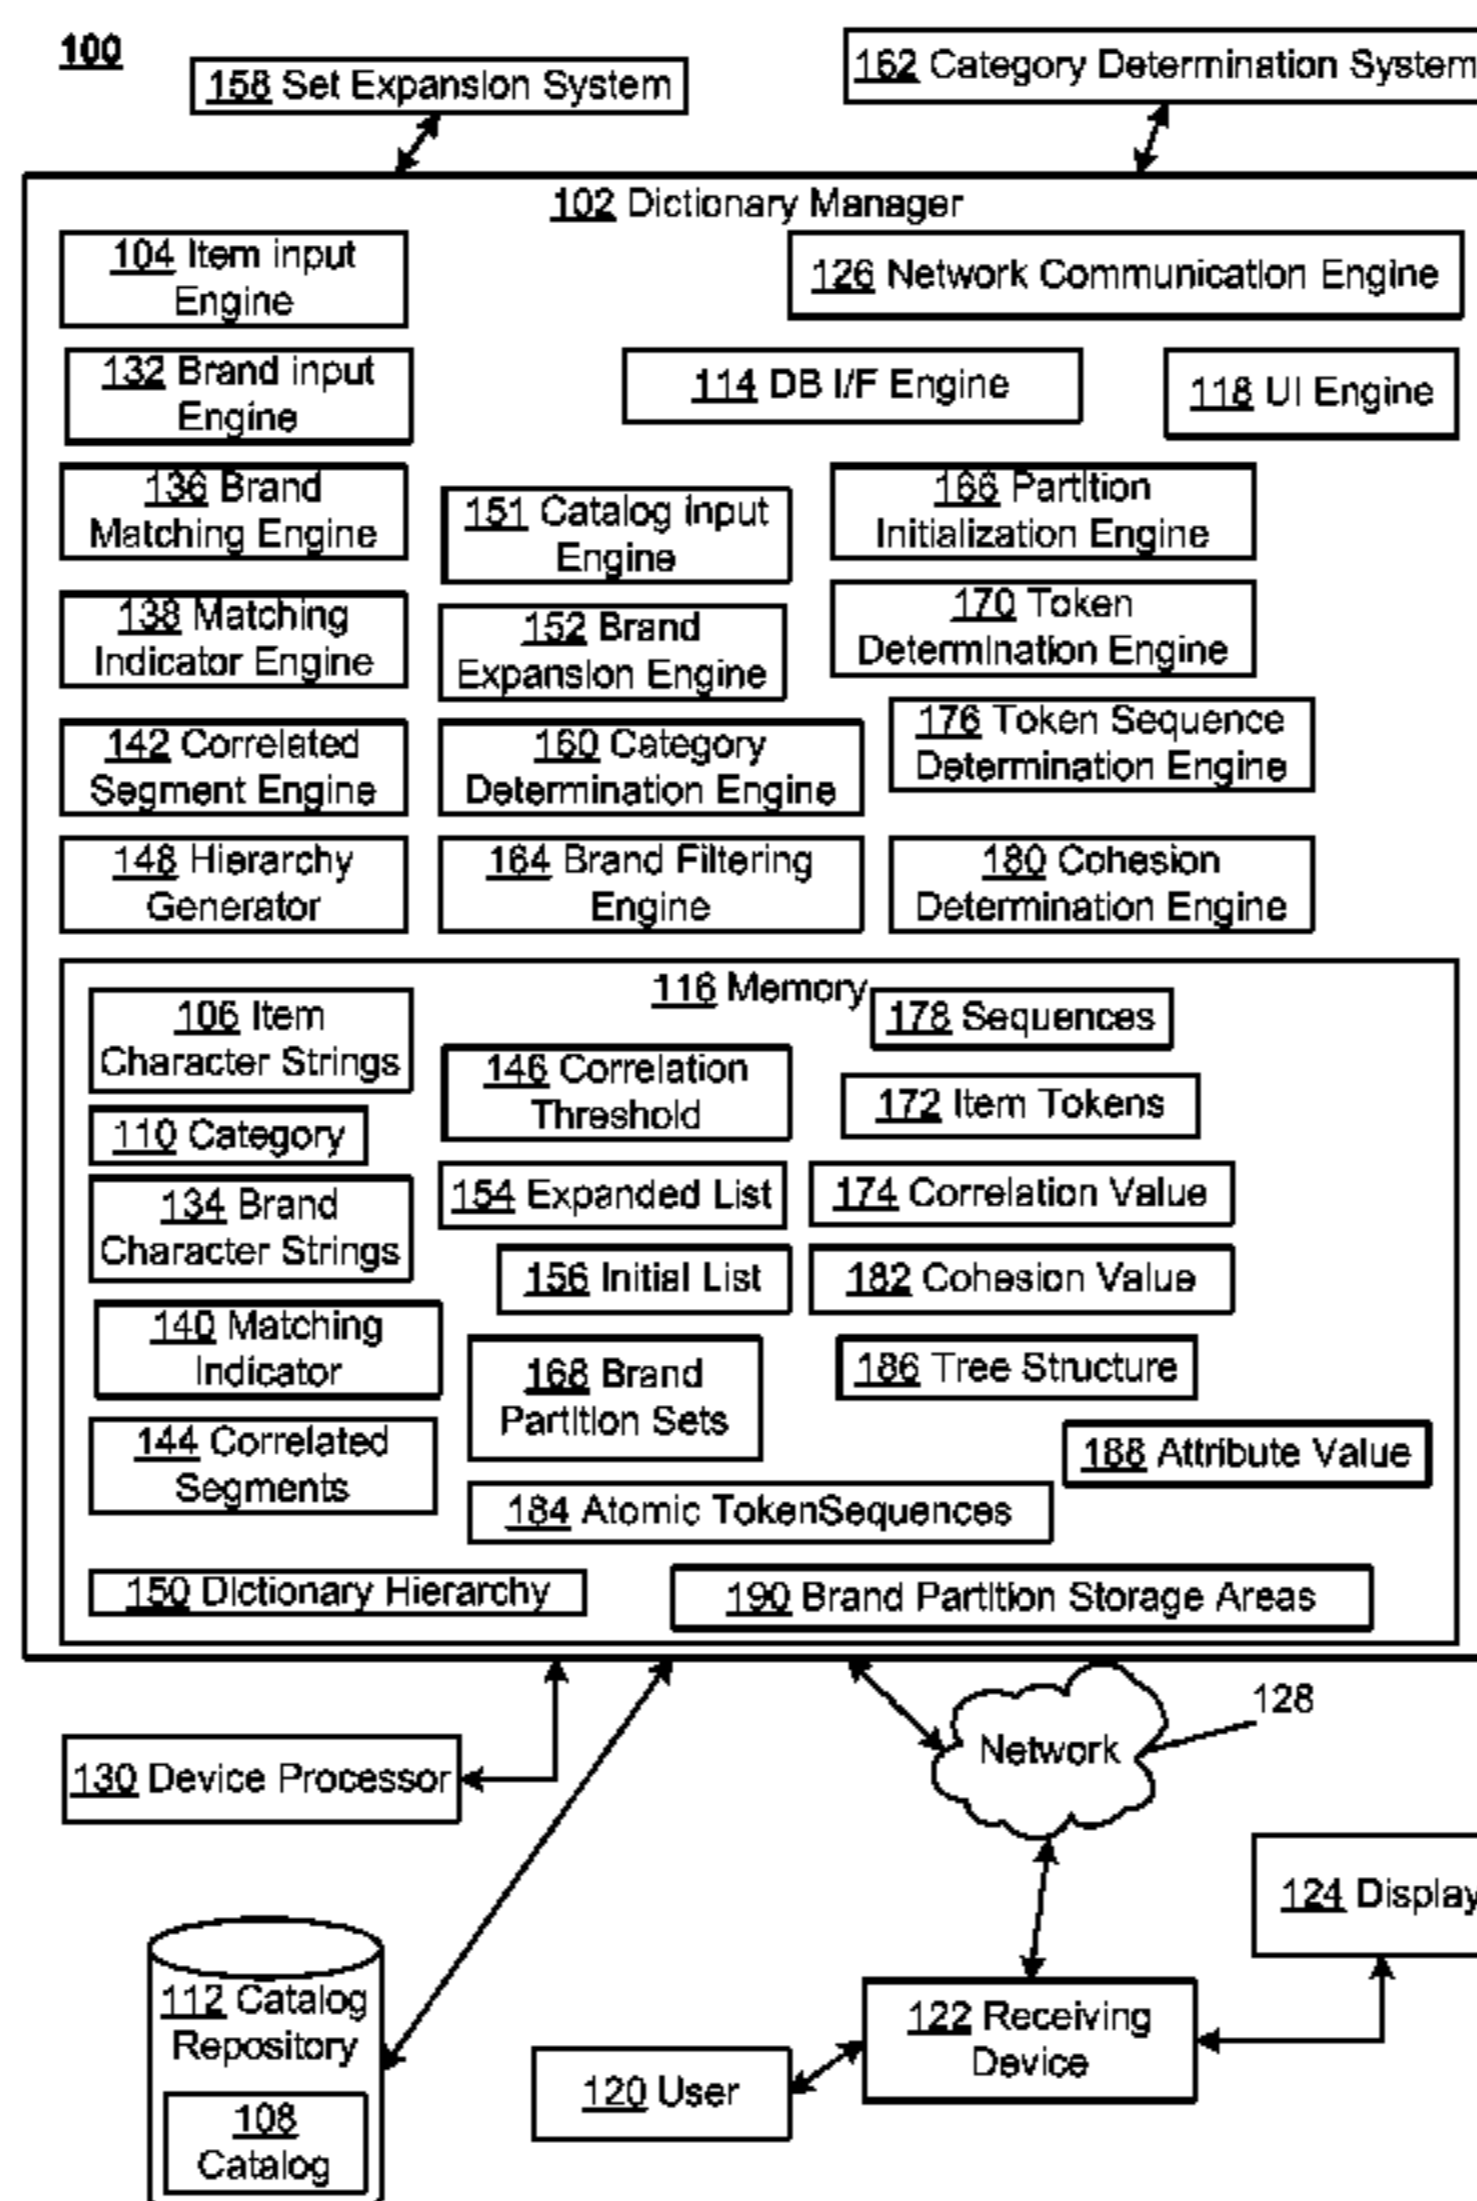 100
158 Set Expansion System
162 Category Determination System
102 Dictionary Manager
104 Item input
Engine
126 Network Communication Engine
132 Brand input
Engine
114 DB I/F Engine
118 UI Engine
136 Brand
Matching Engine
151 Catalog input
Engine
166 Partition
Initialization Engine
138 Matching
Indicator Engine
152 Brand
Expansion Engine
170 Token
Determination Engine
142 Correlated
Segment Engine
160 Category
Determination Engine
176 Token Sequence
Determination Engine
148 Hierarchy
Generator
164 Brand Filtering
Engine
180 Cohesion
Determination Engine
116 Memory
106 Item
Character Strings
178 Sequences
146 Correlation
Threshold
172 Item Tokens
110 Category
134 Brand
Character Strings
154 Expanded List
174 Correlation Value
156 Initial List
182 Cohesion Value
140 Matching
Indicator
168 Brand
Partition Sets
186 Tree Structure
144 Correlated
Segments
188 Attribute Value
184 Atomic TokenSequences
150 Dictionary Hierarchy
190 Brand Partition Storage Areas
128
Network
130 Device Processor
124 Display
112 Catalog
Repository
122 Receiving
Device
120 User
108
Catalog